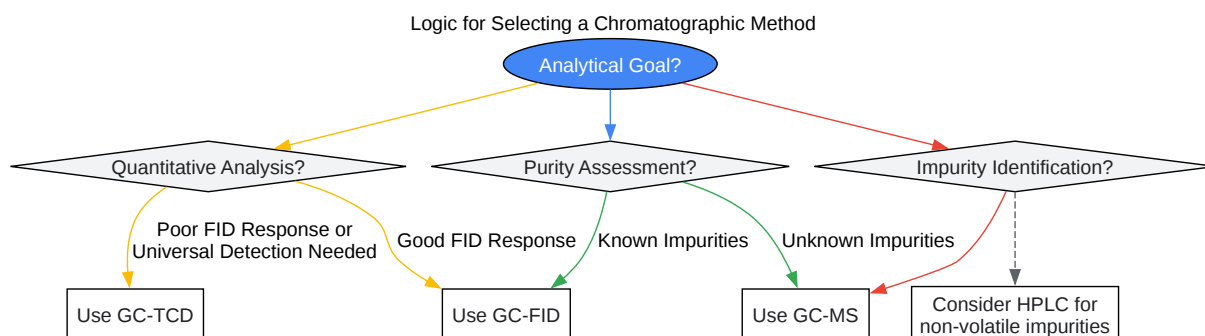 Logic for Selecting a Chromatographic Method
Analytical Goal?
Quantitative Analysis?
Purity Assessment?
Impurity Identification?
Poor FID Response or
Universal Detection Needed
Good FID Response
Known Impurities
Unknown Impurities
Use GC-TCD
Use GC-FID
Use GC-MS
Consider HPLC for
non-volatile impurities